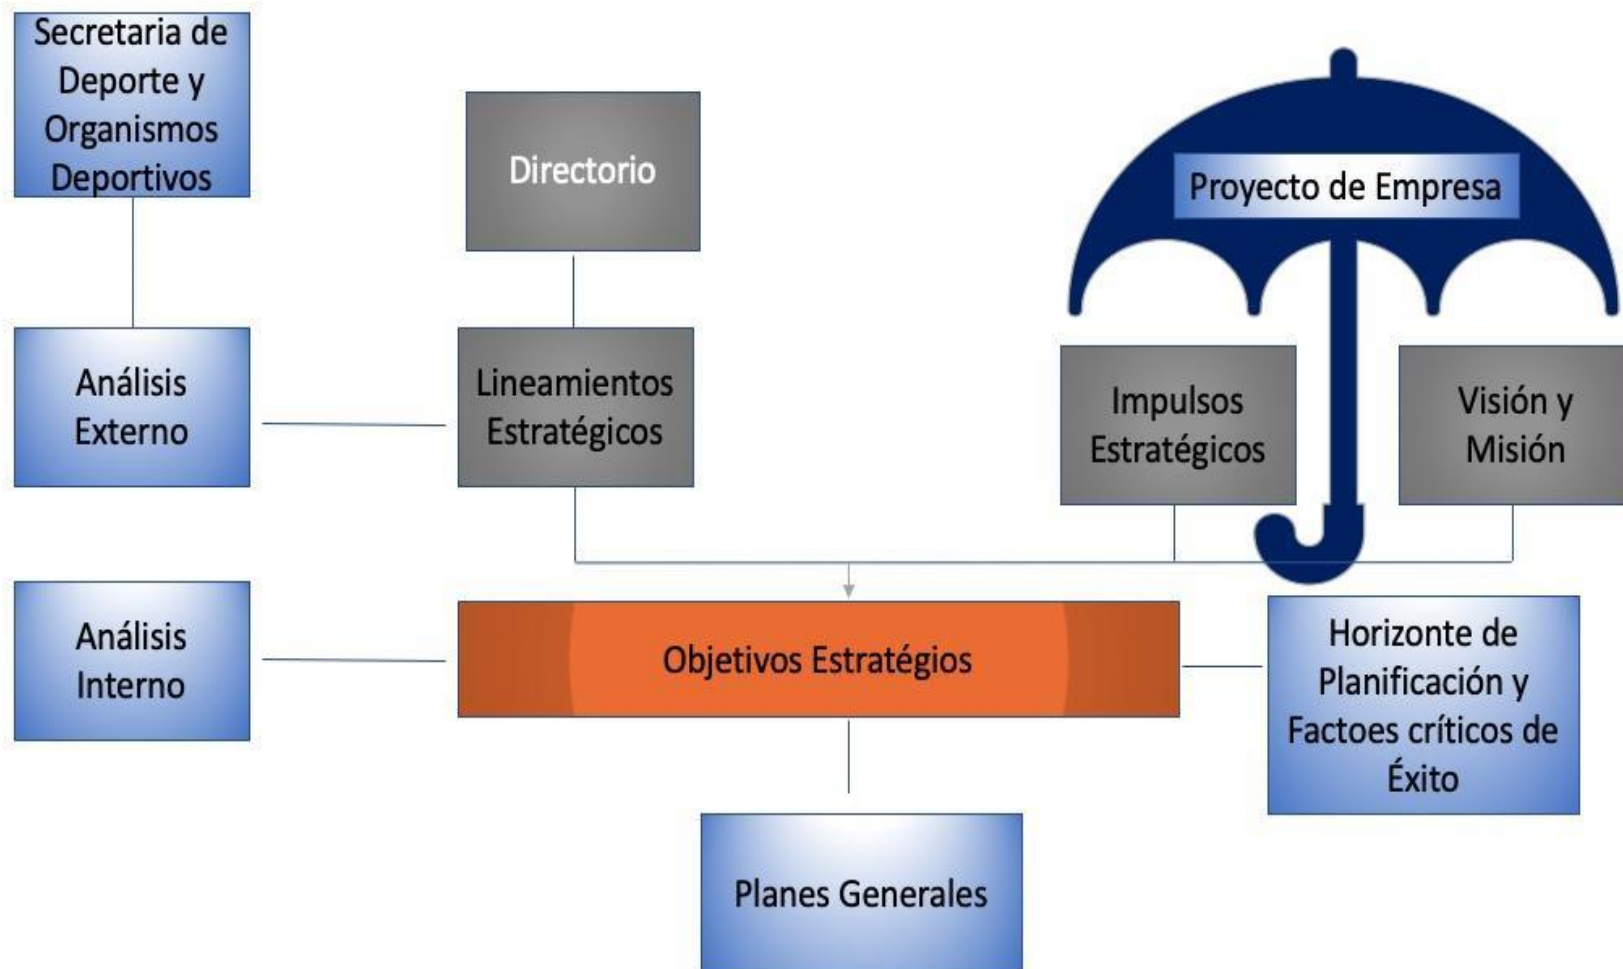 Secretaria de
Deporte y
Organismos
Deportivos
Directorio
Proyecto de Empresa
Análisis
Externo
Lineamientos
Estratégicos
Impulsos
Estratégicos
Visión y
Misión
Análisis
Interno
Objetivos Estratégios
Horizonte de
Planificación y
Factoes críticos de
Éxito
Planes Generales